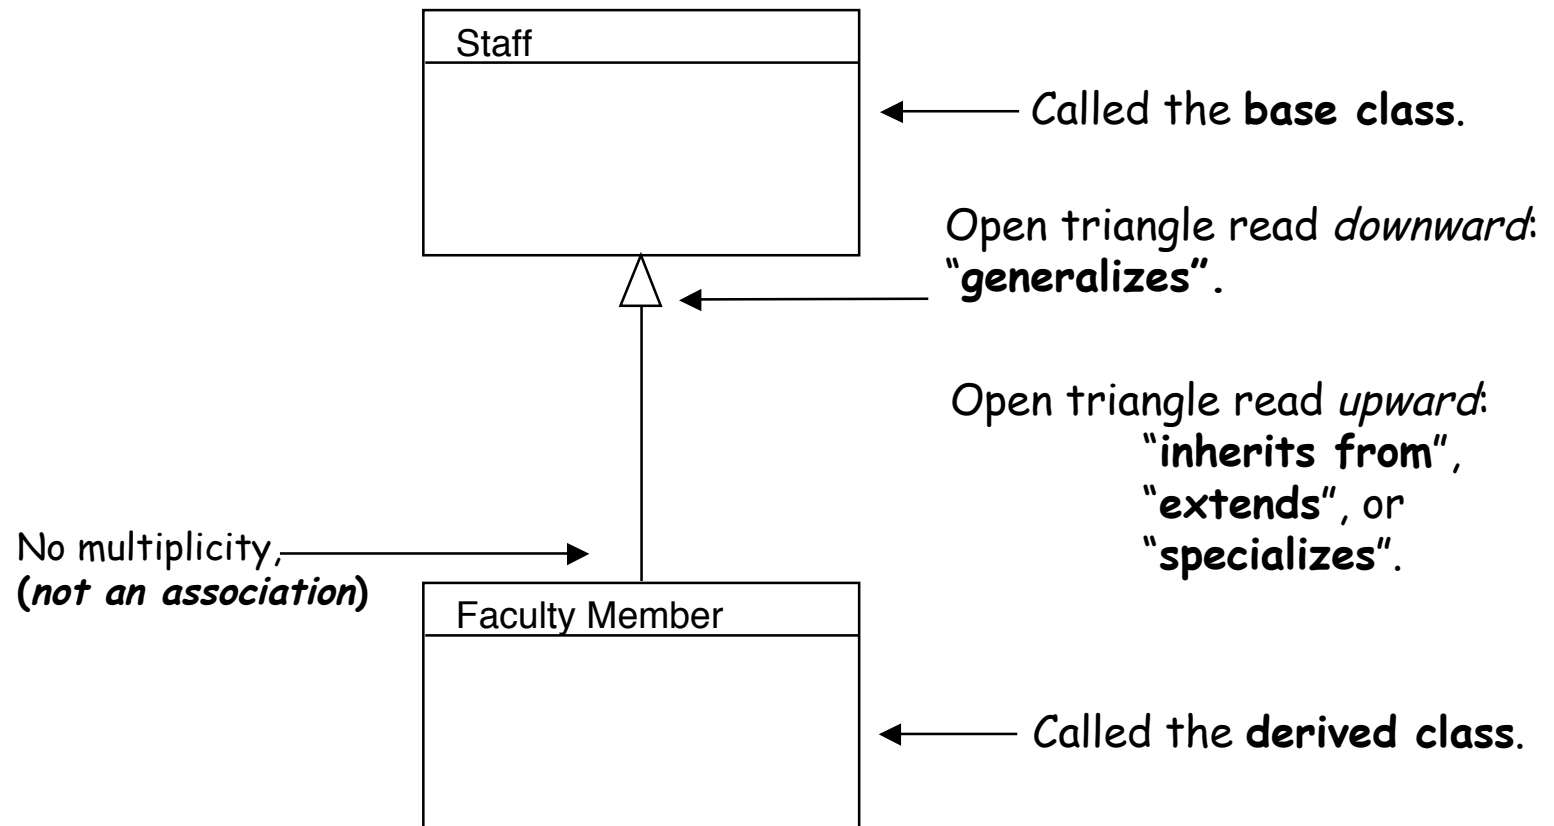 Staff
Called the base class.
Open triangle read downward:
“generalizes”.
Open triangle read upward:
“inherits from”,
“extends”, or
“specializes”.
No multiplicity,
(not an association)
Faculty Member
Called the derived class.